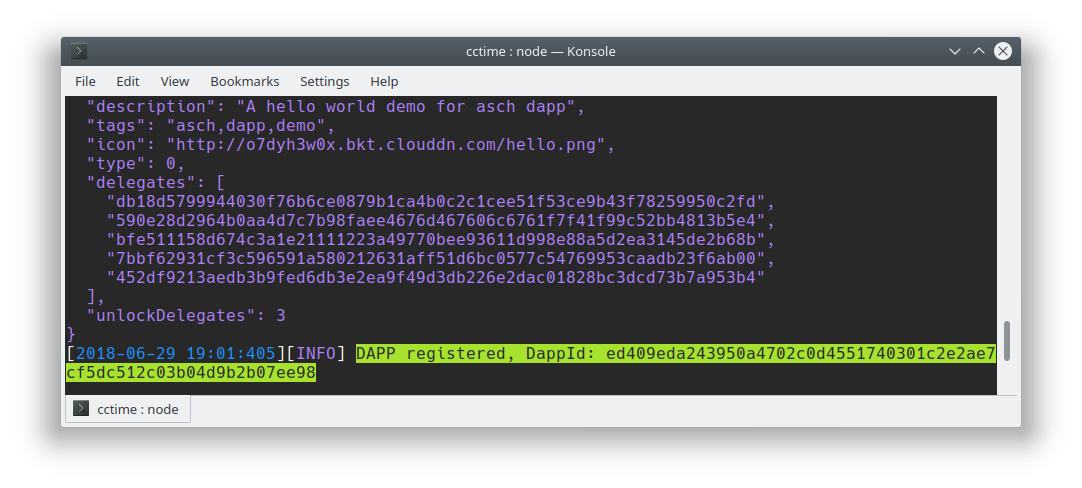 cctime : node — Konsole
File Edit View Bookmarks Settings Help
"description": "A hello world demo for asch dapp",
"tags": "asch,dapp,demo",
"icon": "http://o7dyh3w0x.bkt.clouddn.com/hello.png",
"type": 0,
"delegates": [
"db18d5799944030f76b6ce0879b1ca4b0c2c1cee51f53ce9b43f78259950c2fd",
"590e28d2964b0aa4d7c7b98faee4676d467606c6761f7f41f99c52bb4813b5e4",
"bfe511158d674c3a1e21111223a49770bee93611d998e88a5d2ea3145de2b68b",
"7bbf62931cf3c596591a580212631aff51d6bc0577c54769953caadb23f6ab00",
"452df9213aedb3b9fed6db3e2ea9f49d3db226e2dac01828bc3dcd73b7a953b4"
],
"unlockDelegates": 3
}
[2018-06-29 19:01:405][INFO] DAPP registered, DappId: ed409eda243950a4702c0d4551740301c2e2ae7
cf5dc512c03b04d9b2b07ee98
cctime : node